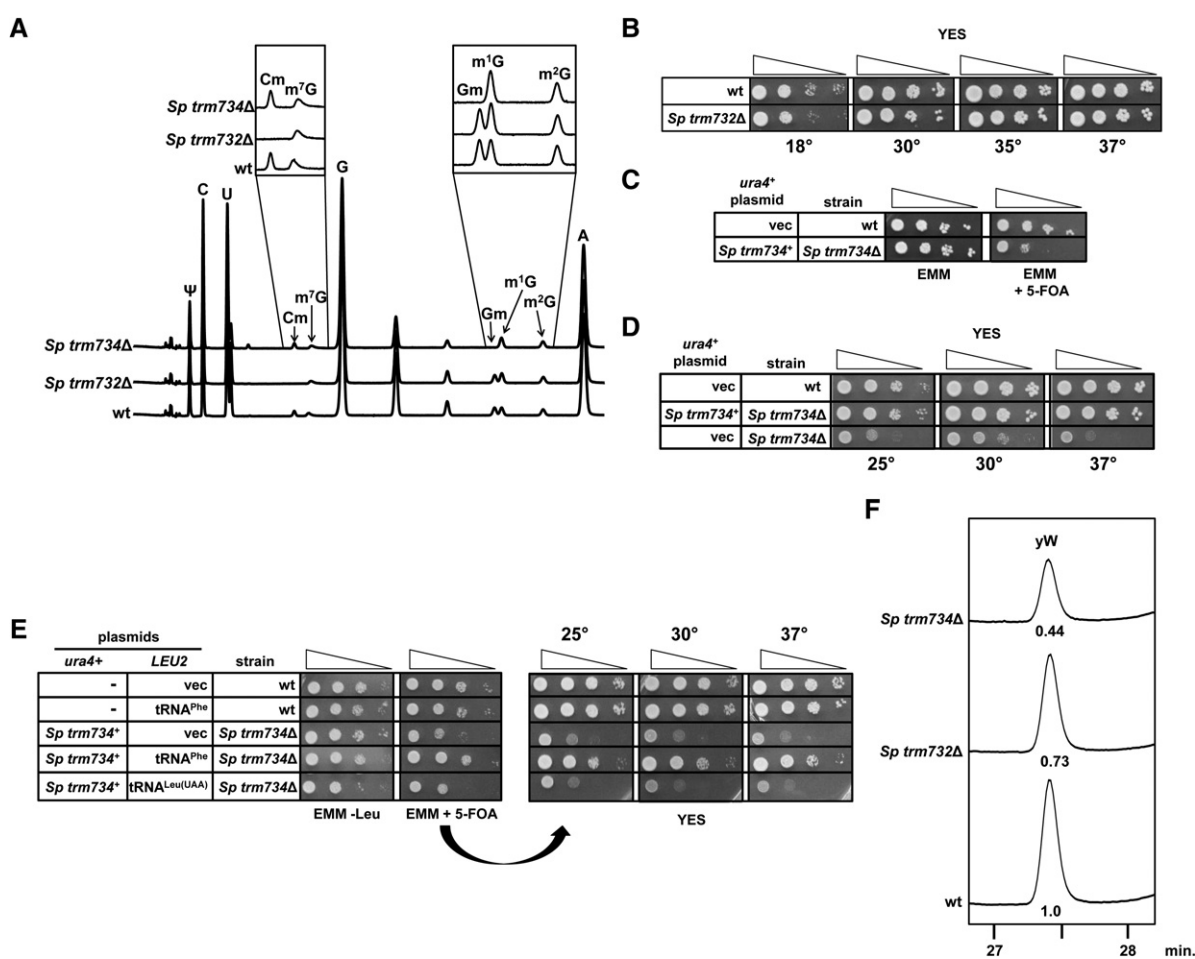 A
Cm
m⁷G
Sp trm734Δ
Sp trm732Δ
wt
Gm
m¹G
m²G
Ψ
C
U
G
A
Cm
m⁷G
Gm
m¹G
m²G
Sp trm734Δ
Sp trm732Δ
wt
B
YES
wt
Sp trm732Δ
18° 30° 35° 37°
C
ura4⁺
plasmid
strain
vec wt
Sp trm734⁺ Sp trm734Δ
EMM
EMM
+ 5-FOA
D
YES
ura4⁺
plasmid
strain
vec wt
Sp trm734⁺ Sp trm734Δ
vec Sp trm734Δ
25° 30° 37°
E
plasmids
ura4+ LEU2 strain
25° 30° 37°
- vec wt
- tRNAᴾʰᵉ wt
Sp trm734⁺ vec Sp trm734Δ
Sp trm734⁺ tRNAᴾʰᵉ Sp trm734Δ
Sp trm734⁺ tRNALeu(UAA) Sp trm734Δ
EMM -Leu EMM + 5-FOA YES
F
yW
Sp trm734Δ
0.44
Sp trm732Δ
0.73
wt
1.0
27 28 min.